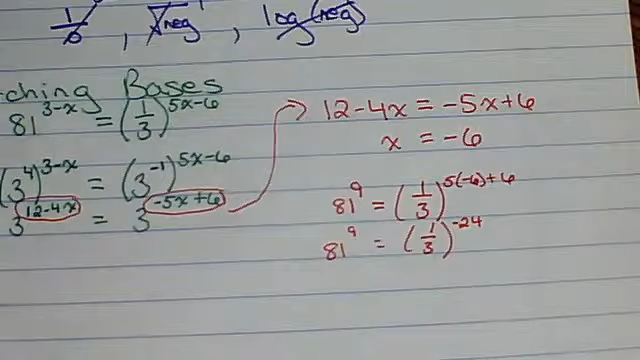 1/0 , √neg , log(neg)
ching Bases
81^(3-x) = (1/3)^(5x-6)
(3^4)^(3-x) = (3^-1)^(5x-6)
3^(12-4x) = 3^(-5x+6)
12-4x = -5x+6
x = -6
81^9 = (1/3)^(5(-6)+6)
81^9 = (1/3)^-24